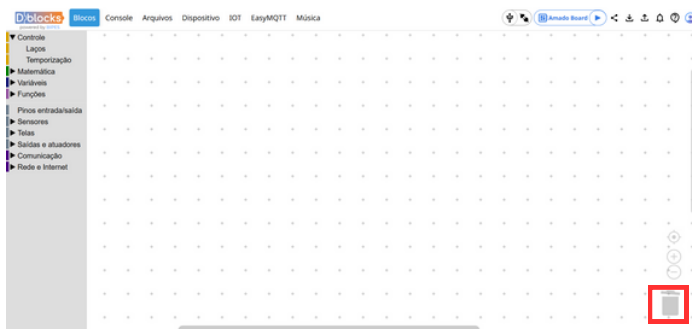 D:blocks
powered by BIPES
Blocos Console Arquivos Dispositivo IOT EasyMQTT Música
Amado Board
Controle
Laços
Temporização
Matemática
Variáveis
Funções
Pinos entrada/saída
Sensores
Telas
Saídas e atuadores
Comunicação
Rede e Internet